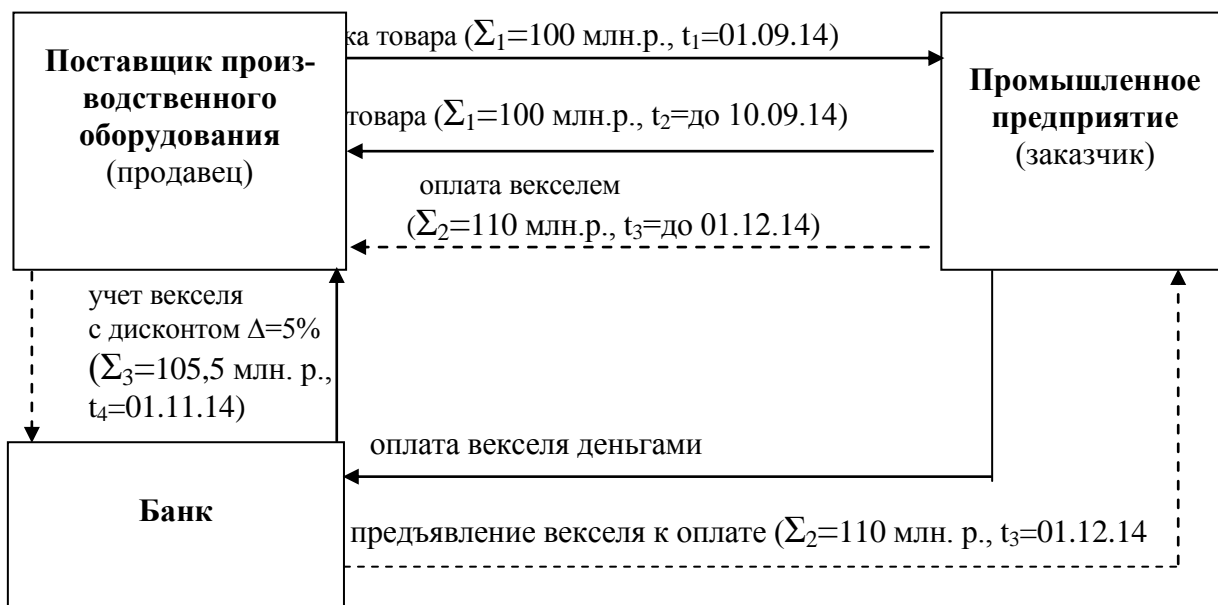 ка товара (Σ1=100 млн.р., t1=01.09.14)
Поставщик произ-
водственного
оборудования
(продавец)
Промышленное
предприятие
(заказчик)
товара (Σ1=100 млн.р., t2=до 10.09.14)
оплата векселем
(Σ2=110 млн.р., t3=до 01.12.14)
учет векселя
с дисконтом Δ=5%
(Σ3=105,5 млн. р.,
t4=01.11.14)
оплата векселя деньгами
Банк
предъявление векселя к оплате (Σ2=110 млн. р., t3=01.12.14